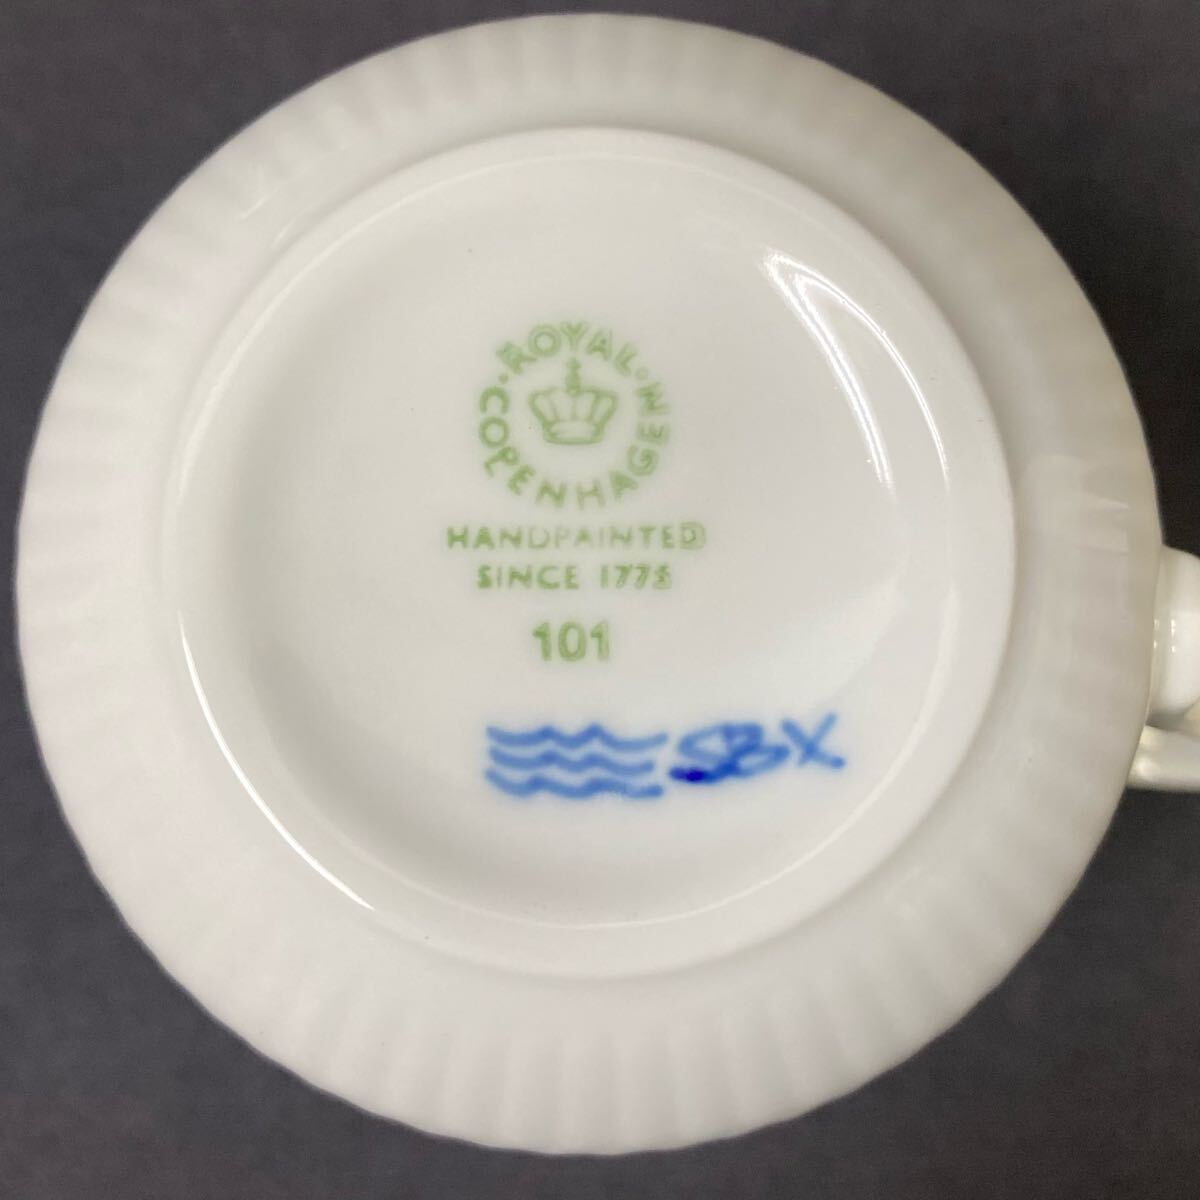 ROYAL
COPENHAGEN
HANDPAINTED
SINCE 1775
101
SBX